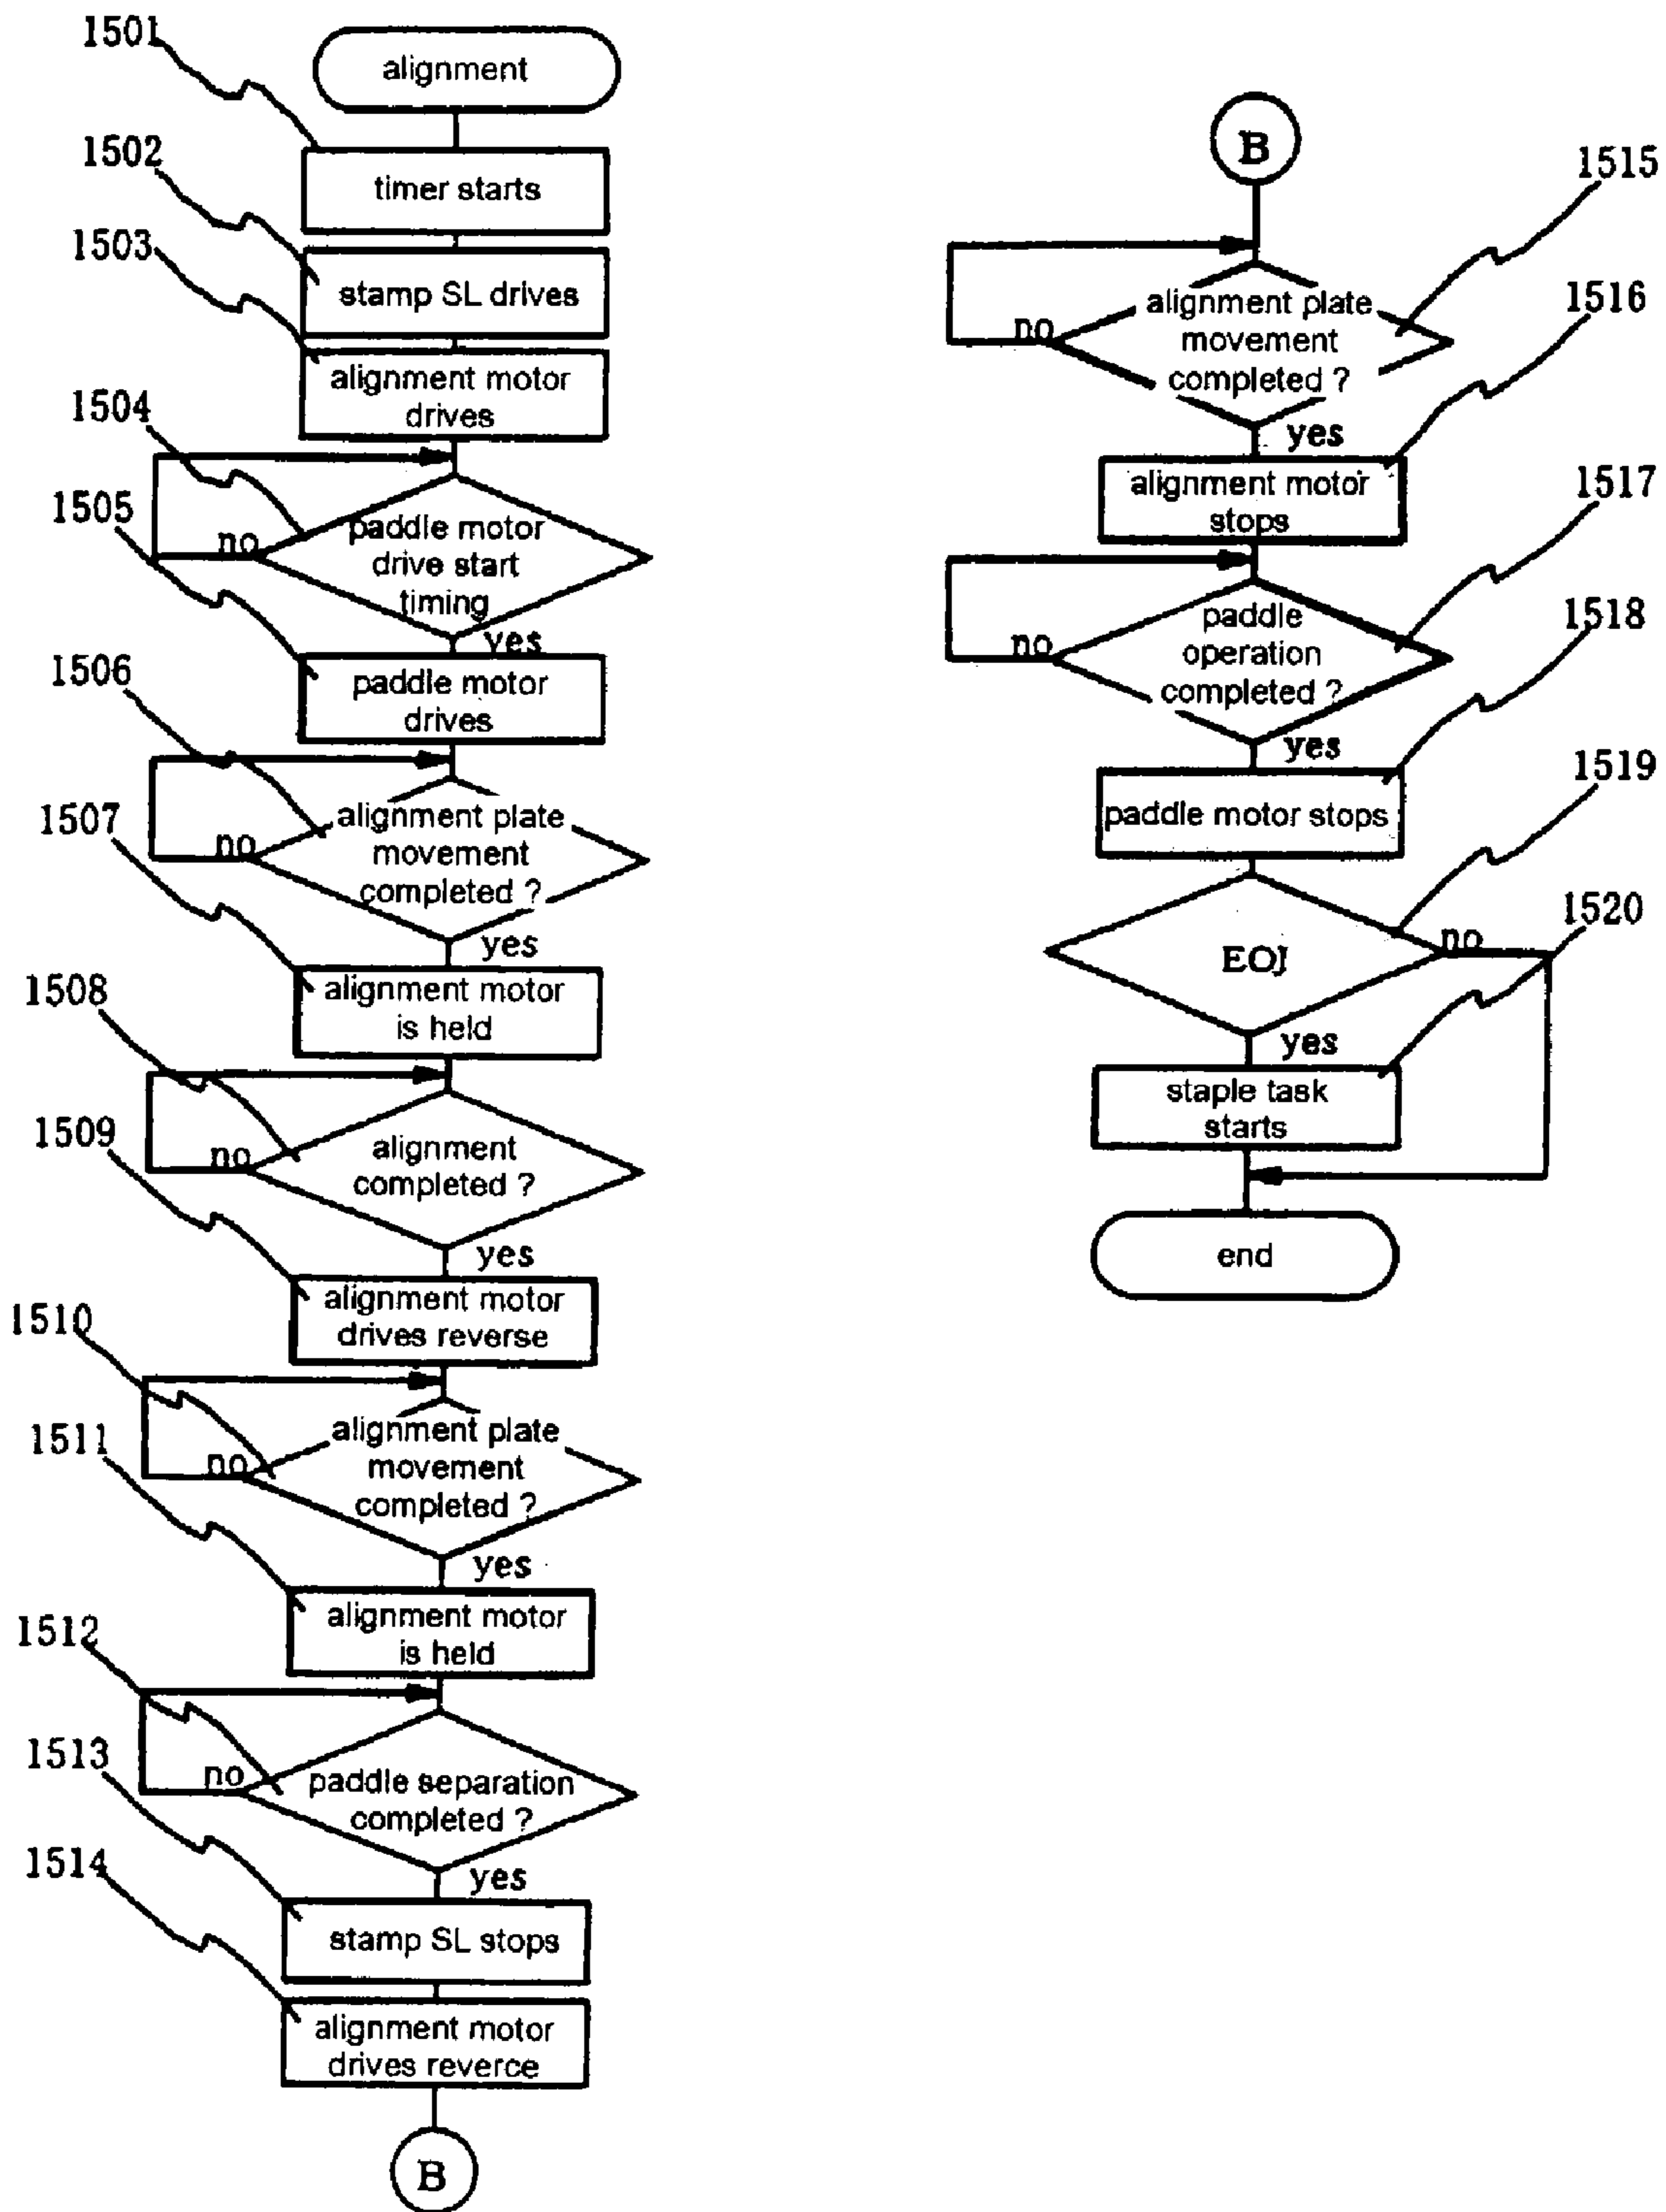 1501
alignment
timer starts
1502
stamp SL drives
1503
alignment motor
drives
1504
paddle motor
drive start
timing
no
yes
1505
paddle motor
drives
1506
alignment plate
movement
completed ?
no
yes
1507
alignment motor
is held
1508
alignment
completed ?
no
yes
1509
alignment motor
drives reverse
1510
alignment plate
movement
completed ?
no
yes
1511
alignment motor
is held
1512
paddle separation
completed ?
no
yes
1513
stamp SL stops
1514
alignment motor
drives reverce
B
B
1515
alignment plate
movement
completed ?
no
yes
1516
alignment motor
stops
1517
paddle
operation
completed ?
no
yes
1518
paddle motor stops
1519
EOJ
no
yes
1520
staple task
starts
end